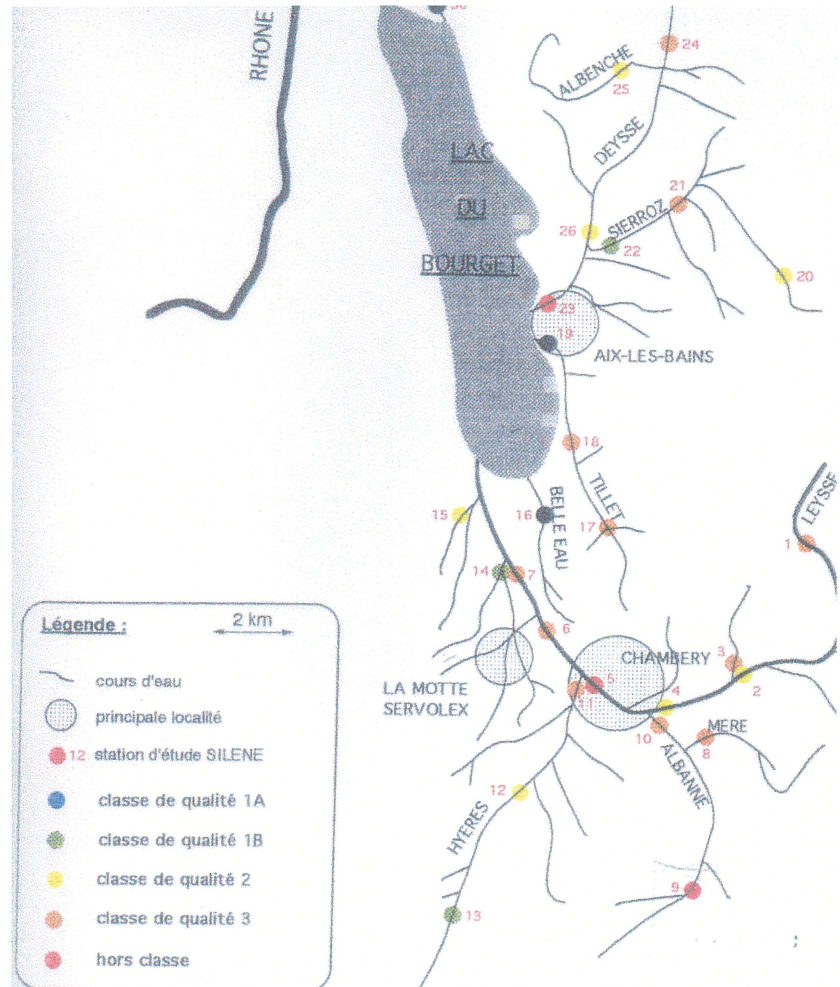 RHONE
24
ALBENCHE
25
DEYSSE
LAC
DU
BOURGET
21
SIERROZ
26
22
20
23
19
AIX-LES-BAINS
18
TILLET
LEYSSE
15
16
BELLE EAU
17
1
14
7
6
CHAMBERY
3
2
LA MOTTE
SERVOLEX
5
11
4
10
MERE
8
ALBANNE
12
HYERES
9
13
Légende :
2 km
cours d'eau
principale localité
12 station d'étude SILENE
classe de qualité 1A
classe de qualité 1B
classe de qualité 2
classe de qualité 3
hors classe